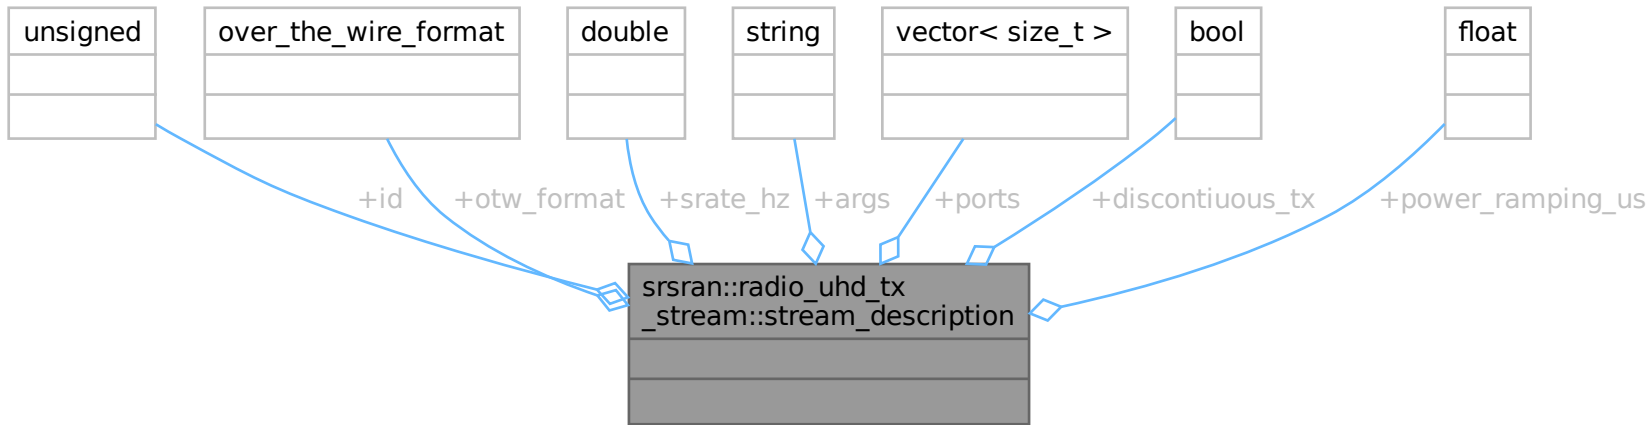 unsigned
over_the_wire_format
double
string
vector< size_t >
bool
float
+id
+otw_format
+srate_hz
+args
+ports
+discontiuous_tx
+power_ramping_us
srsran::radio_uhd_tx
_stream::stream_description